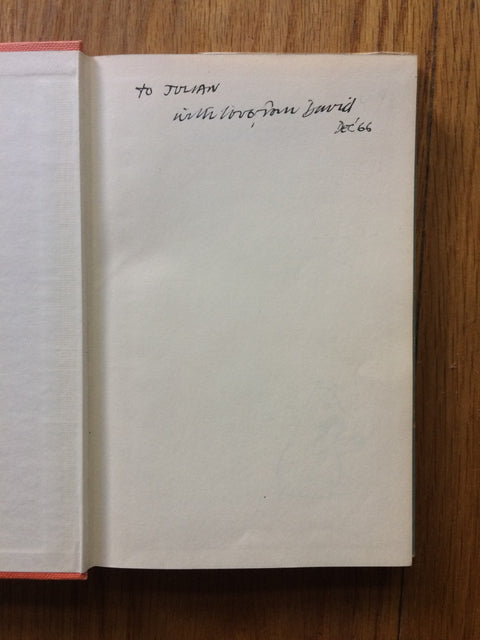 to JULIAN
with love, from David
Dec '66